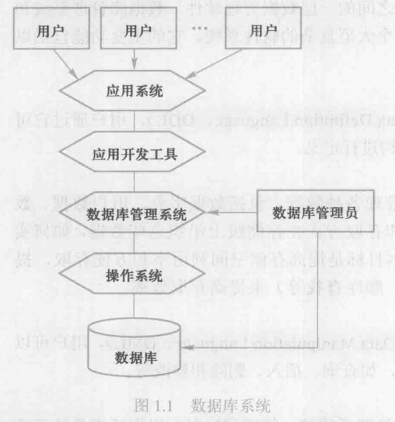 用户 用户 … 用户
应用系统
应用开发工具
数据库管理系统 数据库管理员
操作系统
数据库
图 1.1 数据库系统